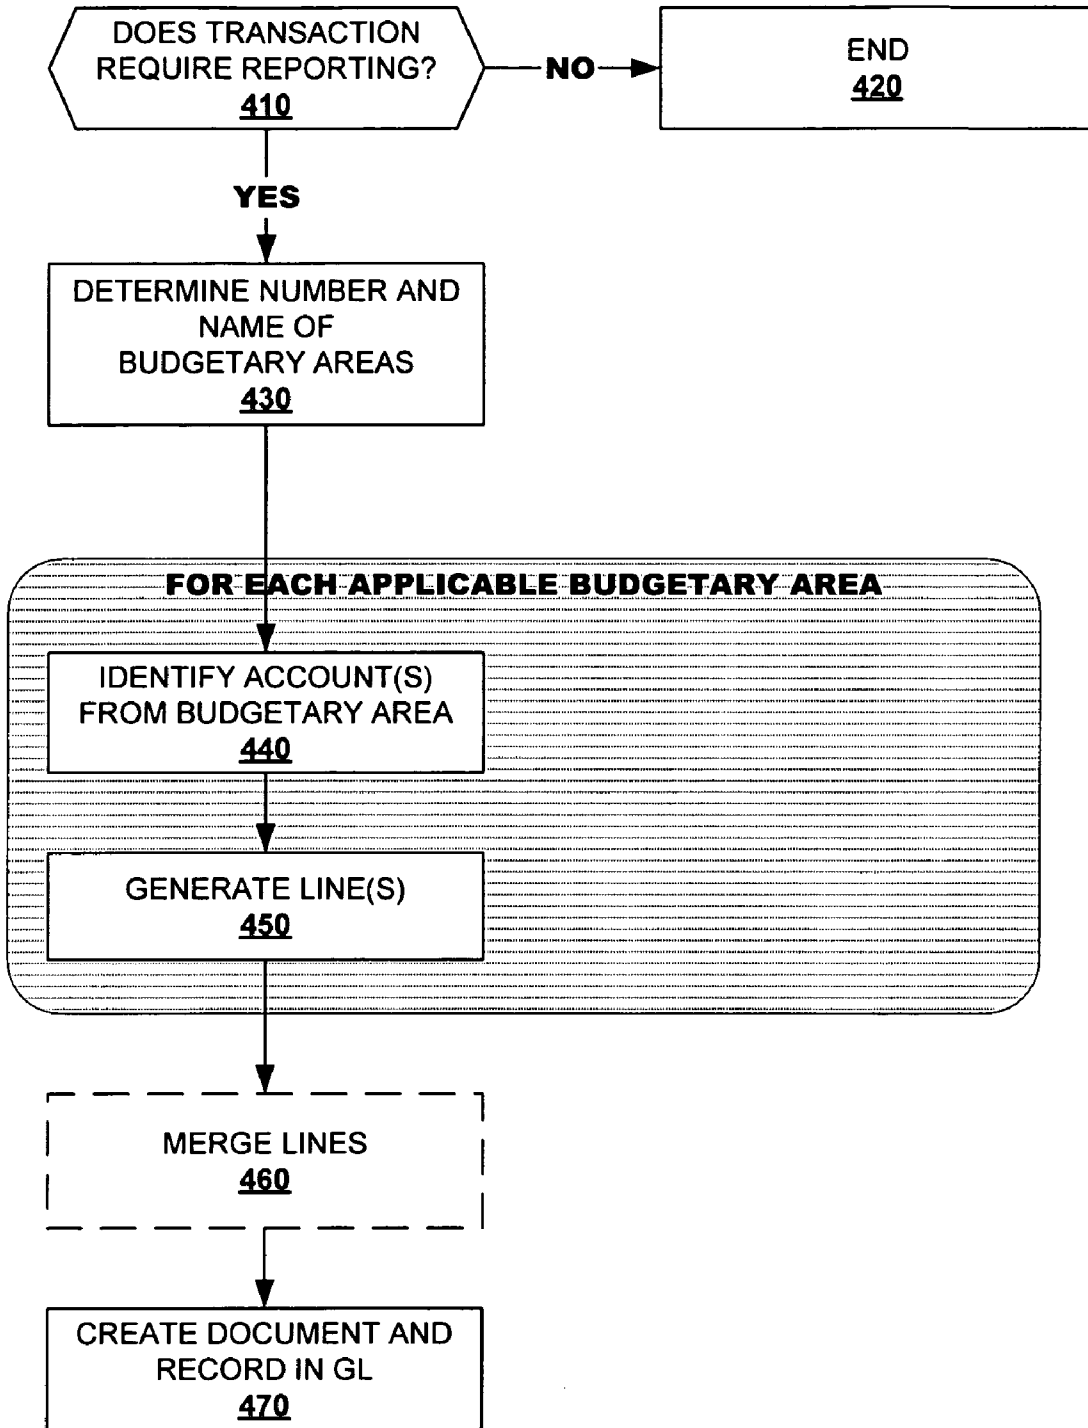 DOES TRANSACTION
REQUIRE REPORTING?
410
NO
END
420
YES
DETERMINE NUMBER AND
NAME OF
BUDGETARY AREAS
430
FOR EACH APPLICABLE BUDGETARY AREA
IDENTIFY ACCOUNT(S)
FROM BUDGETARY AREA
440
GENERATE LINE(S)
450
MERGE LINES
460
CREATE DOCUMENT AND
RECORD IN GL
470